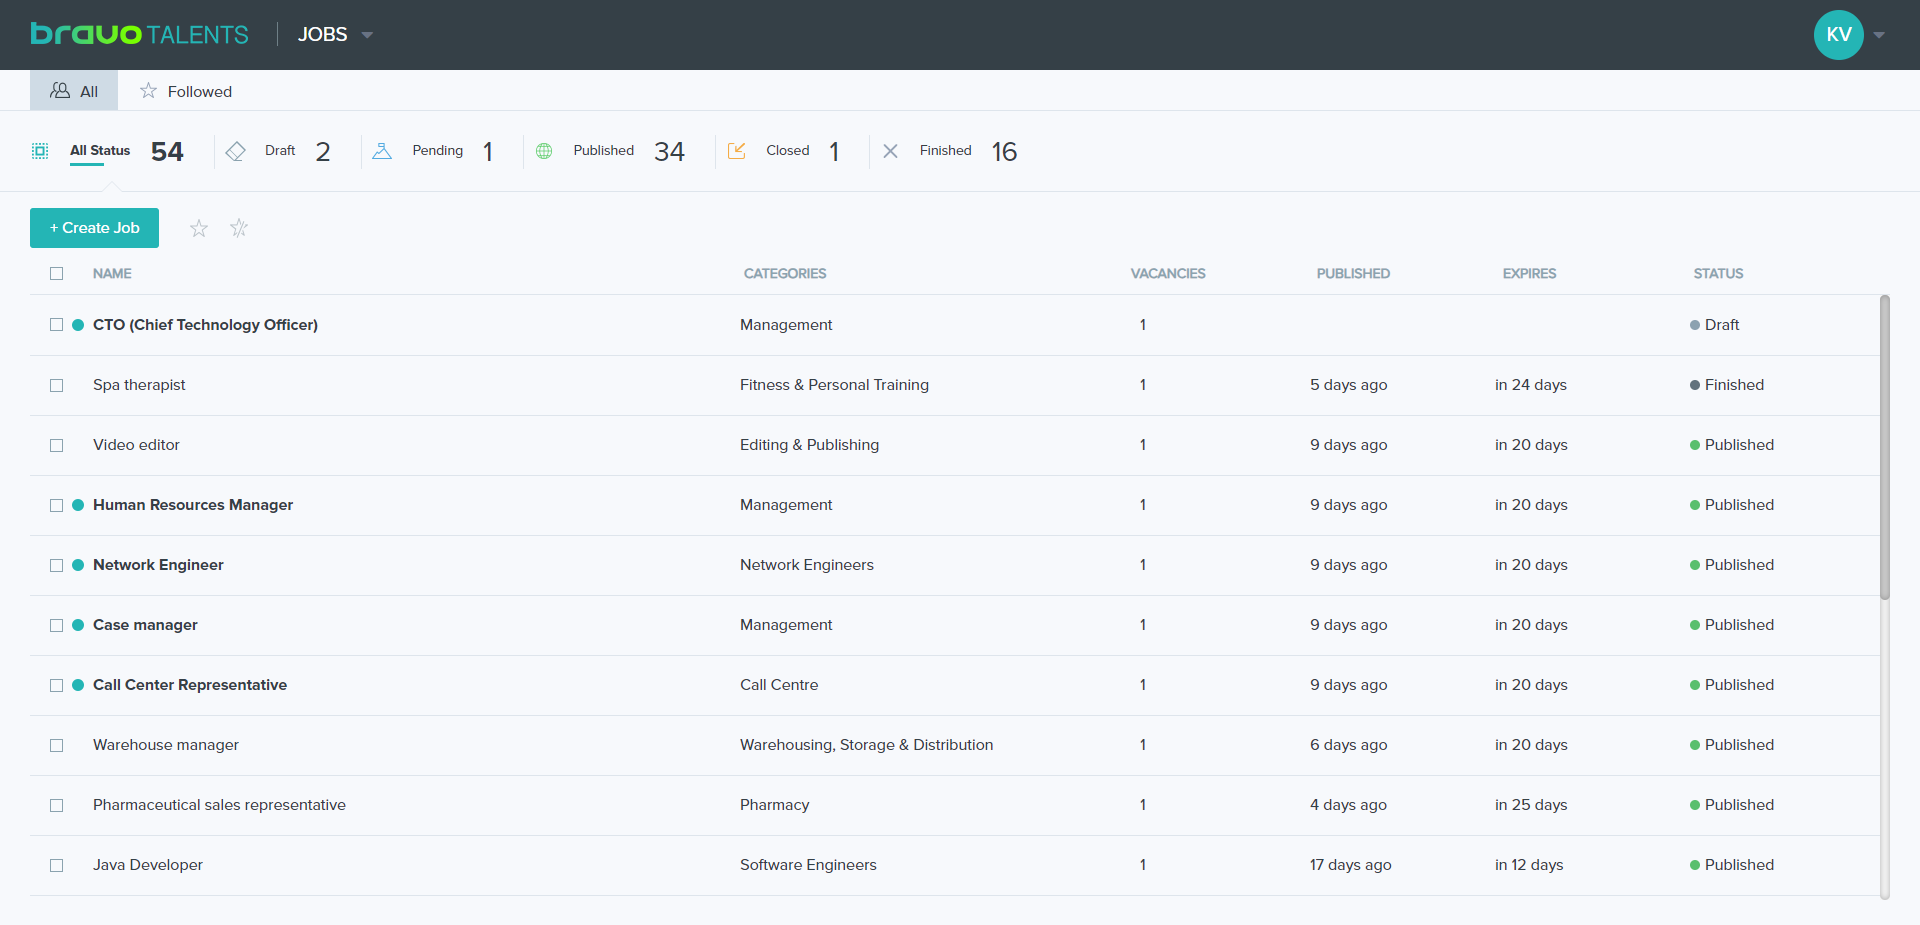 bravo TALENTS JOBS KV
All Followed
All Status 54 Draft 2 Pending 1 Published 34 Closed 1 Finished 16
+ Create Job
NAME CATEGORIES VACANCIES PUBLISHED EXPIRES STATUS
CTO (Chief Technology Officer) Management 1 Draft
Spa therapist Fitness & Personal Training 1 5 days ago in 24 days Finished
Video editor Editing & Publishing 1 9 days ago in 20 days Published
Human Resources Manager Management 1 9 days ago in 20 days Published
Network Engineer Network Engineers 1 9 days ago in 20 days Published
Case manager Management 1 9 days ago in 20 days Published
Call Center Representative Call Centre 1 9 days ago in 20 days Published
Warehouse manager Warehousing, Storage & Distribution 1 6 days ago in 20 days Published
Pharmaceutical sales representative Pharmacy 1 4 days ago in 25 days Published
Java Developer Software Engineers 1 17 days ago in 12 days Published